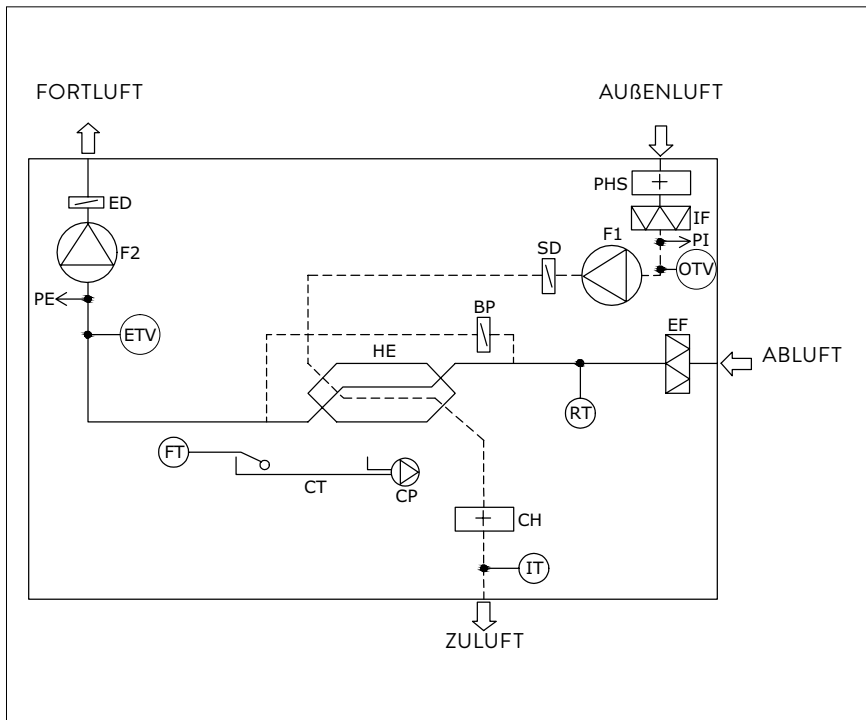 FORTLUFT
AUßENLUFT
PHS
ED
IF
F1
PI
F2
SD
OTV
PE
BP
ETV
EF
HE
ABLUFT
RT
FT
CT
CP
CH
IT
ZULUFT